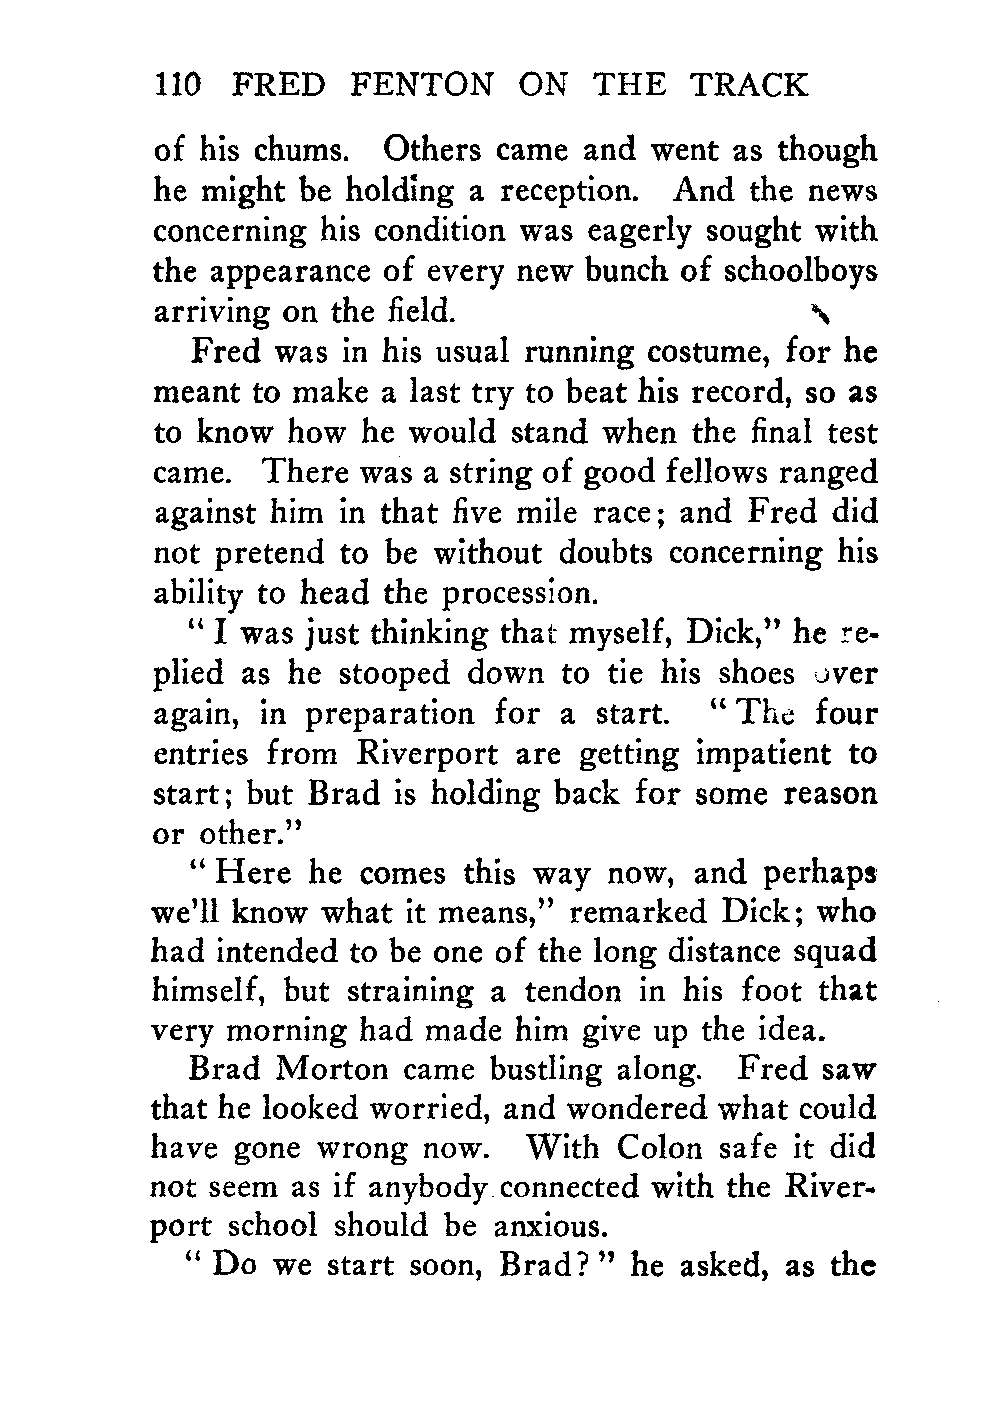 110 FRED FENTON ON THE TRACK
of his chums. Others came and went as though
he might be holding a reception. And the news
concerning his condition was eagerly sought with
the appearance of every new bunch of schoolboys
arriving on the field.
Fred was in his usual running costume, for he
meant to make a last try to beat his record, so as
to know how he would stand when the final test
came. There was a string of good fellows ranged
against him in that five mile race; and Fred did
not pretend to be without doubts concerning his
ability to head the procession.
" I was just thinking that myself, Dick," he re-
plied as he stooped down to tie his shoes over
again, in preparation for a start. " The four
entries from Riverport are getting impatient to
start; but Brad is holding back for some reason
or other."
" Here he comes this way now, and perhaps
we'll know what it means," remarked Dick; who
had intended to be one of the long distance squad
himself, but straining a tendon in his foot that
very morning had made him give up the idea.
Brad Morton came bustling along. Fred saw
that he looked worried, and wondered what could
have gone wrong now. With Colon safe it did
not seem as if anybody connected with the River-
port school should be anxious.
" Do we start soon, Brad? " he asked, as the